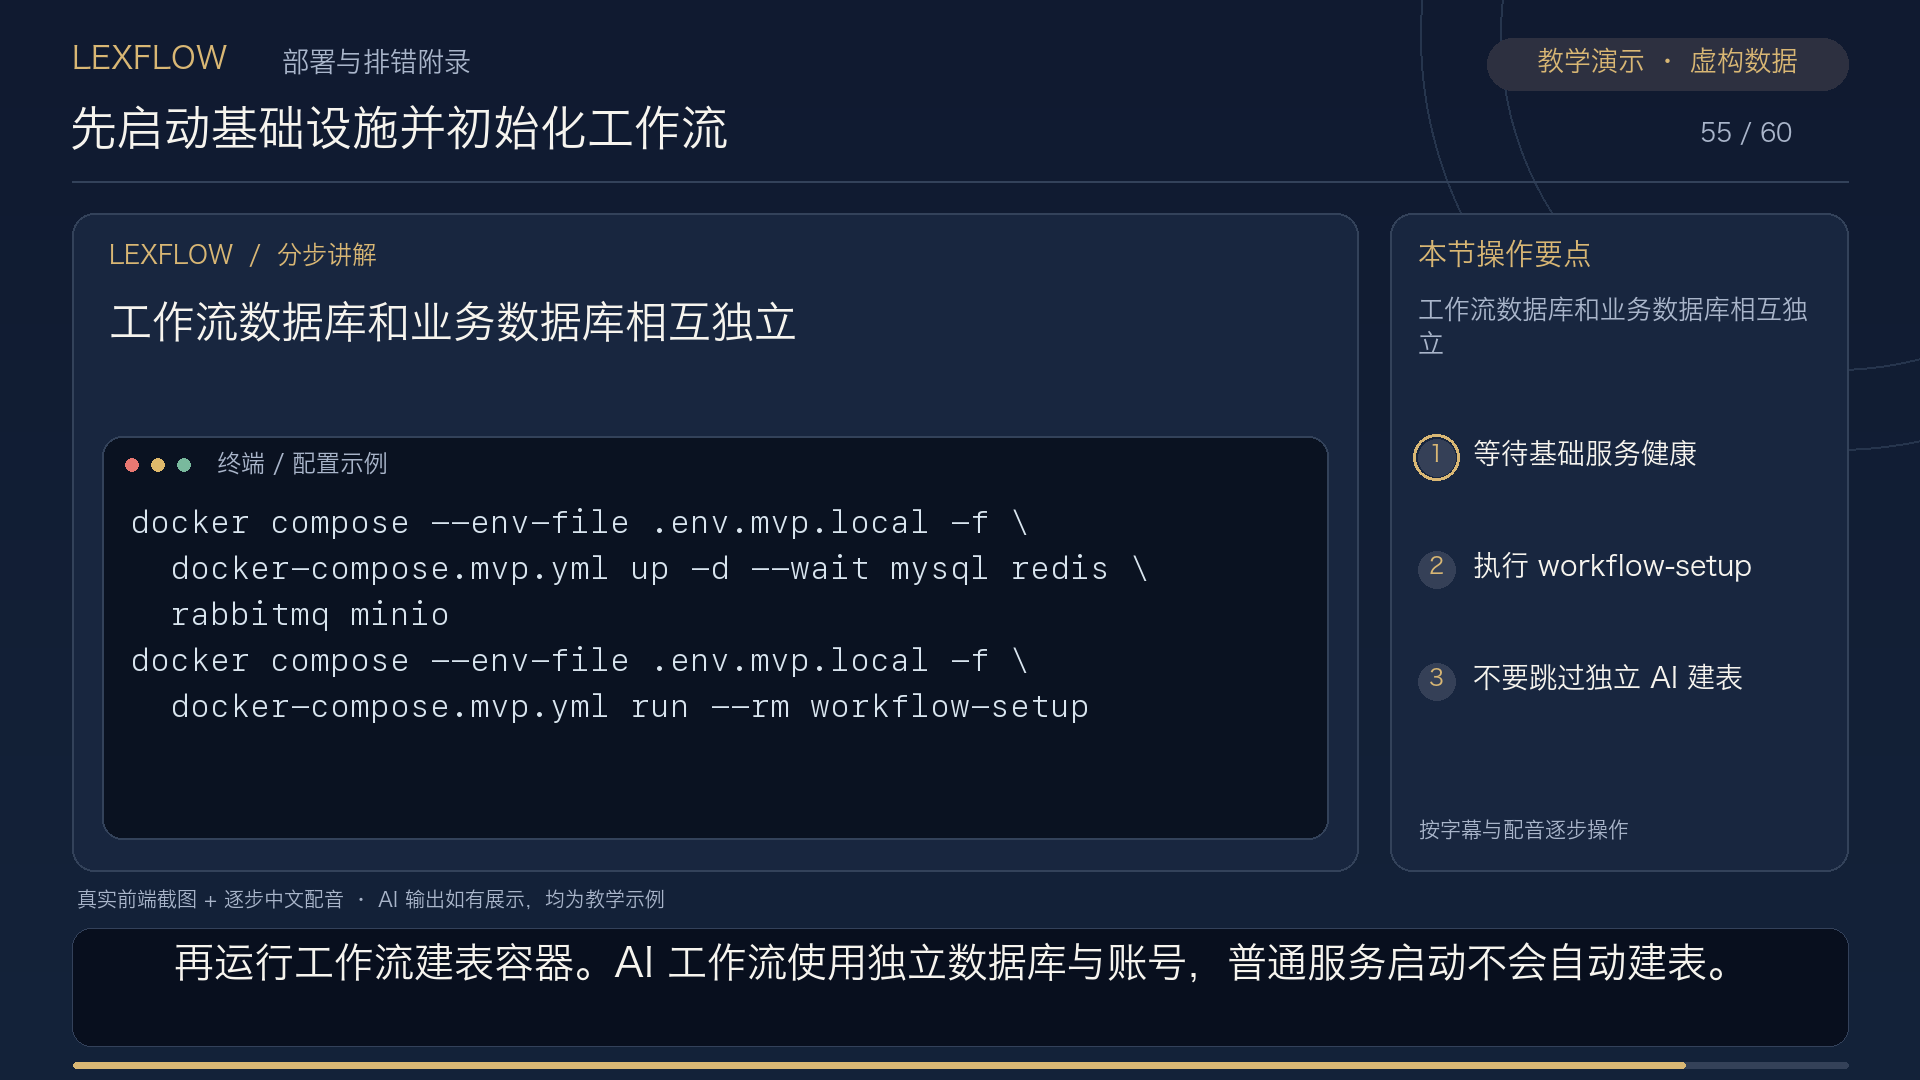 LEXFLOW 部署与排错附录
教学演示 · 虚构数据
先启动基础设施并初始化工作流
55 / 60
LEXFLOW / 分步讲解
工作流数据库和业务数据库相互独立
终端 / 配置示例
docker compose --env-file .env.mvp.local -f \
docker-compose.mvp.yml up -d --wait mysql redis \
rabbitmq minio
docker compose --env-file .env.mvp.local -f \
docker-compose.mvp.yml run --rm workflow-setup
本节操作要点
工作流数据库和业务数据库相互独
立
1 等待基础服务健康
2 执行 workflow-setup
3 不要跳过独立 AI 建表
按字幕与配音逐步操作
真实前端截图 + 逐步中文配音 · AI 输出如有展示，均为教学示例
再运行工作流建表容器。AI 工作流使用独立数据库与账号，普通服务启动不会自动建表。